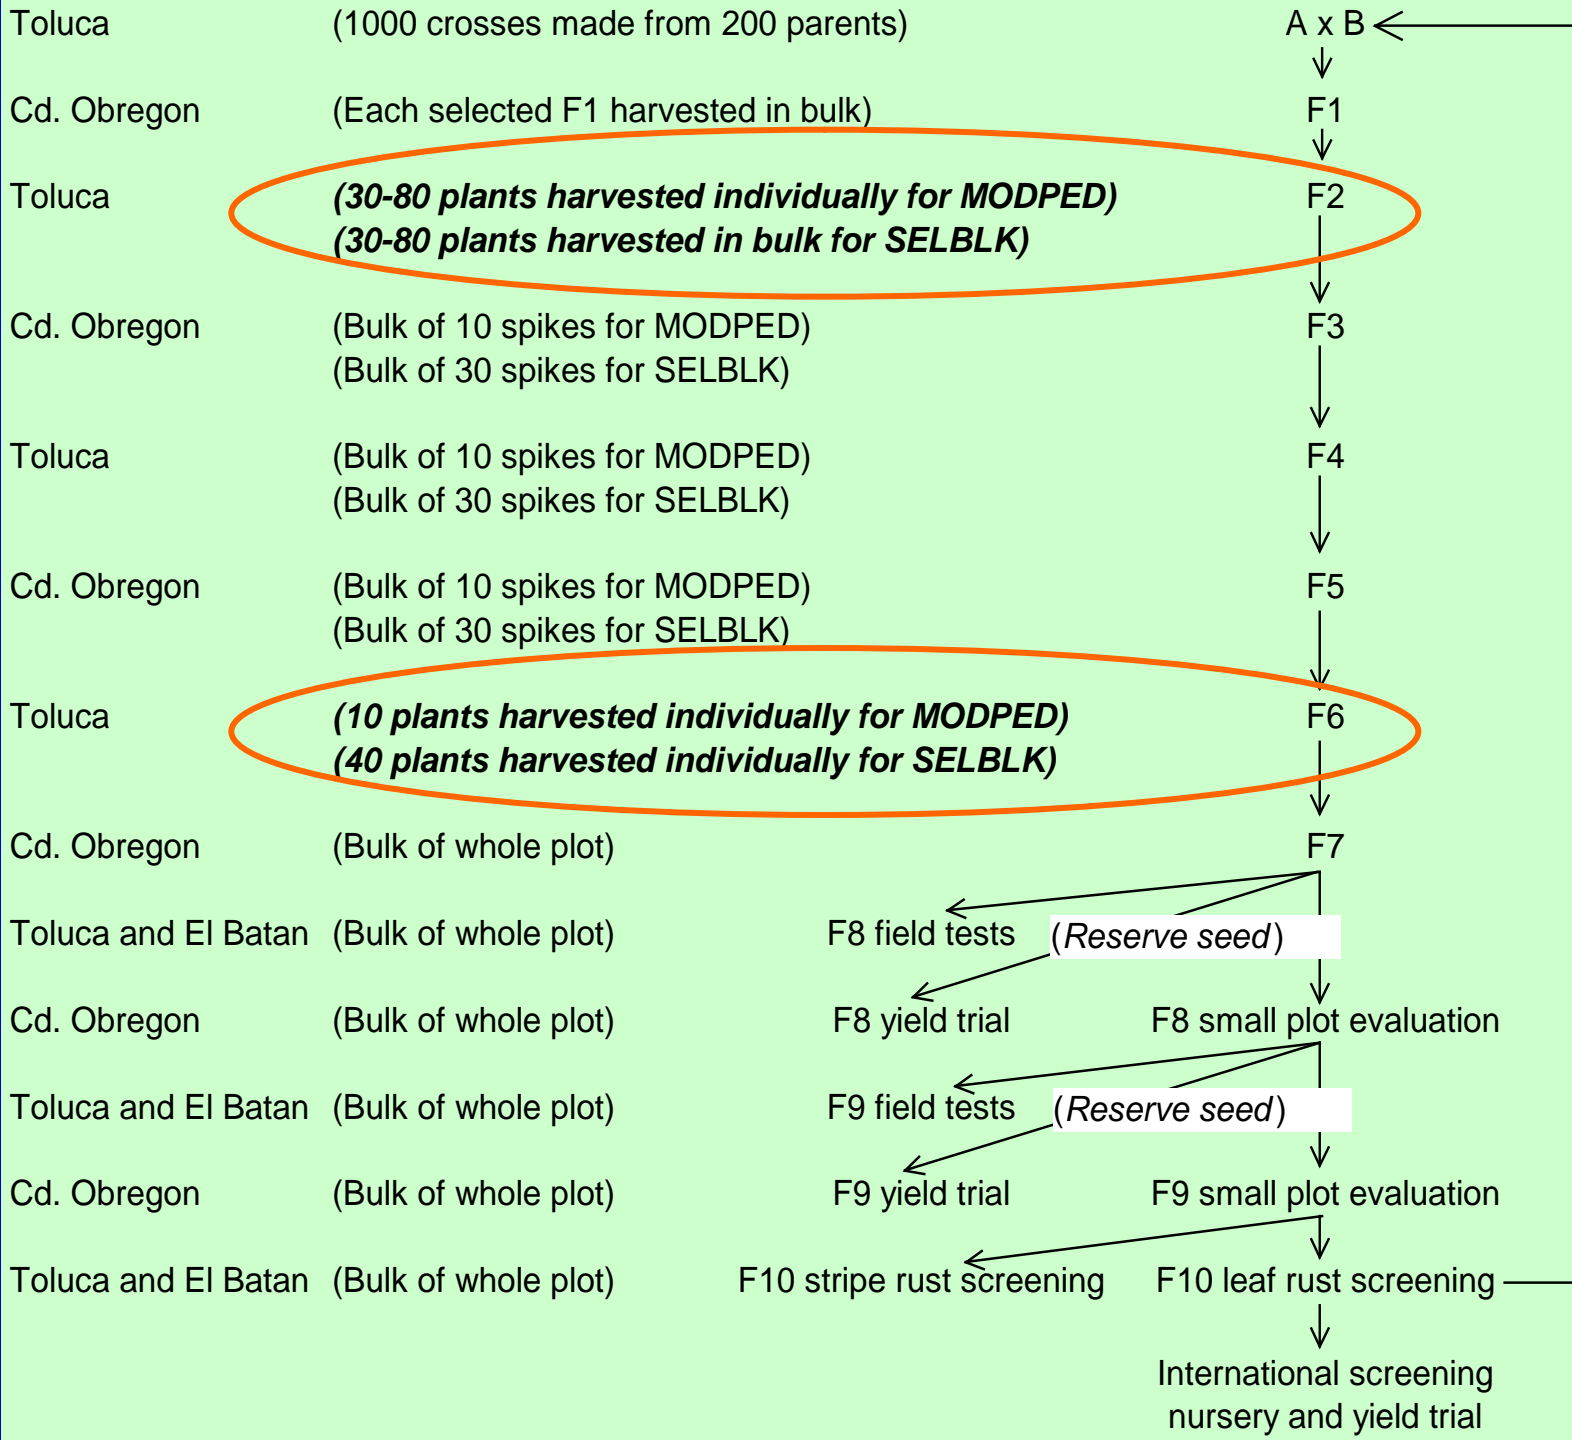 Toluca (1000 crosses made from 200 parents) A x B
Cd. Obregon (Each selected F1 harvested in bulk) F1
Toluca (30-80 plants harvested individually for MODPED) F2
(30-80 plants harvested in bulk for SELBLK)
Cd. Obregon (Bulk of 10 spikes for MODPED) F3
(Bulk of 30 spikes for SELBLK)
Toluca (Bulk of 10 spikes for MODPED) F4
(Bulk of 30 spikes for SELBLK)
Cd. Obregon (Bulk of 10 spikes for MODPED) F5
(Bulk of 30 spikes for SELBLK)
Toluca (10 plants harvested individually for MODPED) F6
(40 plants harvested individually for SELBLK)
Cd. Obregon (Bulk of whole plot) F7
Toluca and El Batan (Bulk of whole plot) F8 field tests (Reserve seed)
Cd. Obregon (Bulk of whole plot) F8 yield trial F8 small plot evaluation
Toluca and El Batan (Bulk of whole plot) F9 field tests (Reserve seed)
Cd. Obregon (Bulk of whole plot) F9 yield trial F9 small plot evaluation
Toluca and El Batan (Bulk of whole plot) F10 stripe rust screening F10 leaf rust screening
International screening
nursery and yield trial